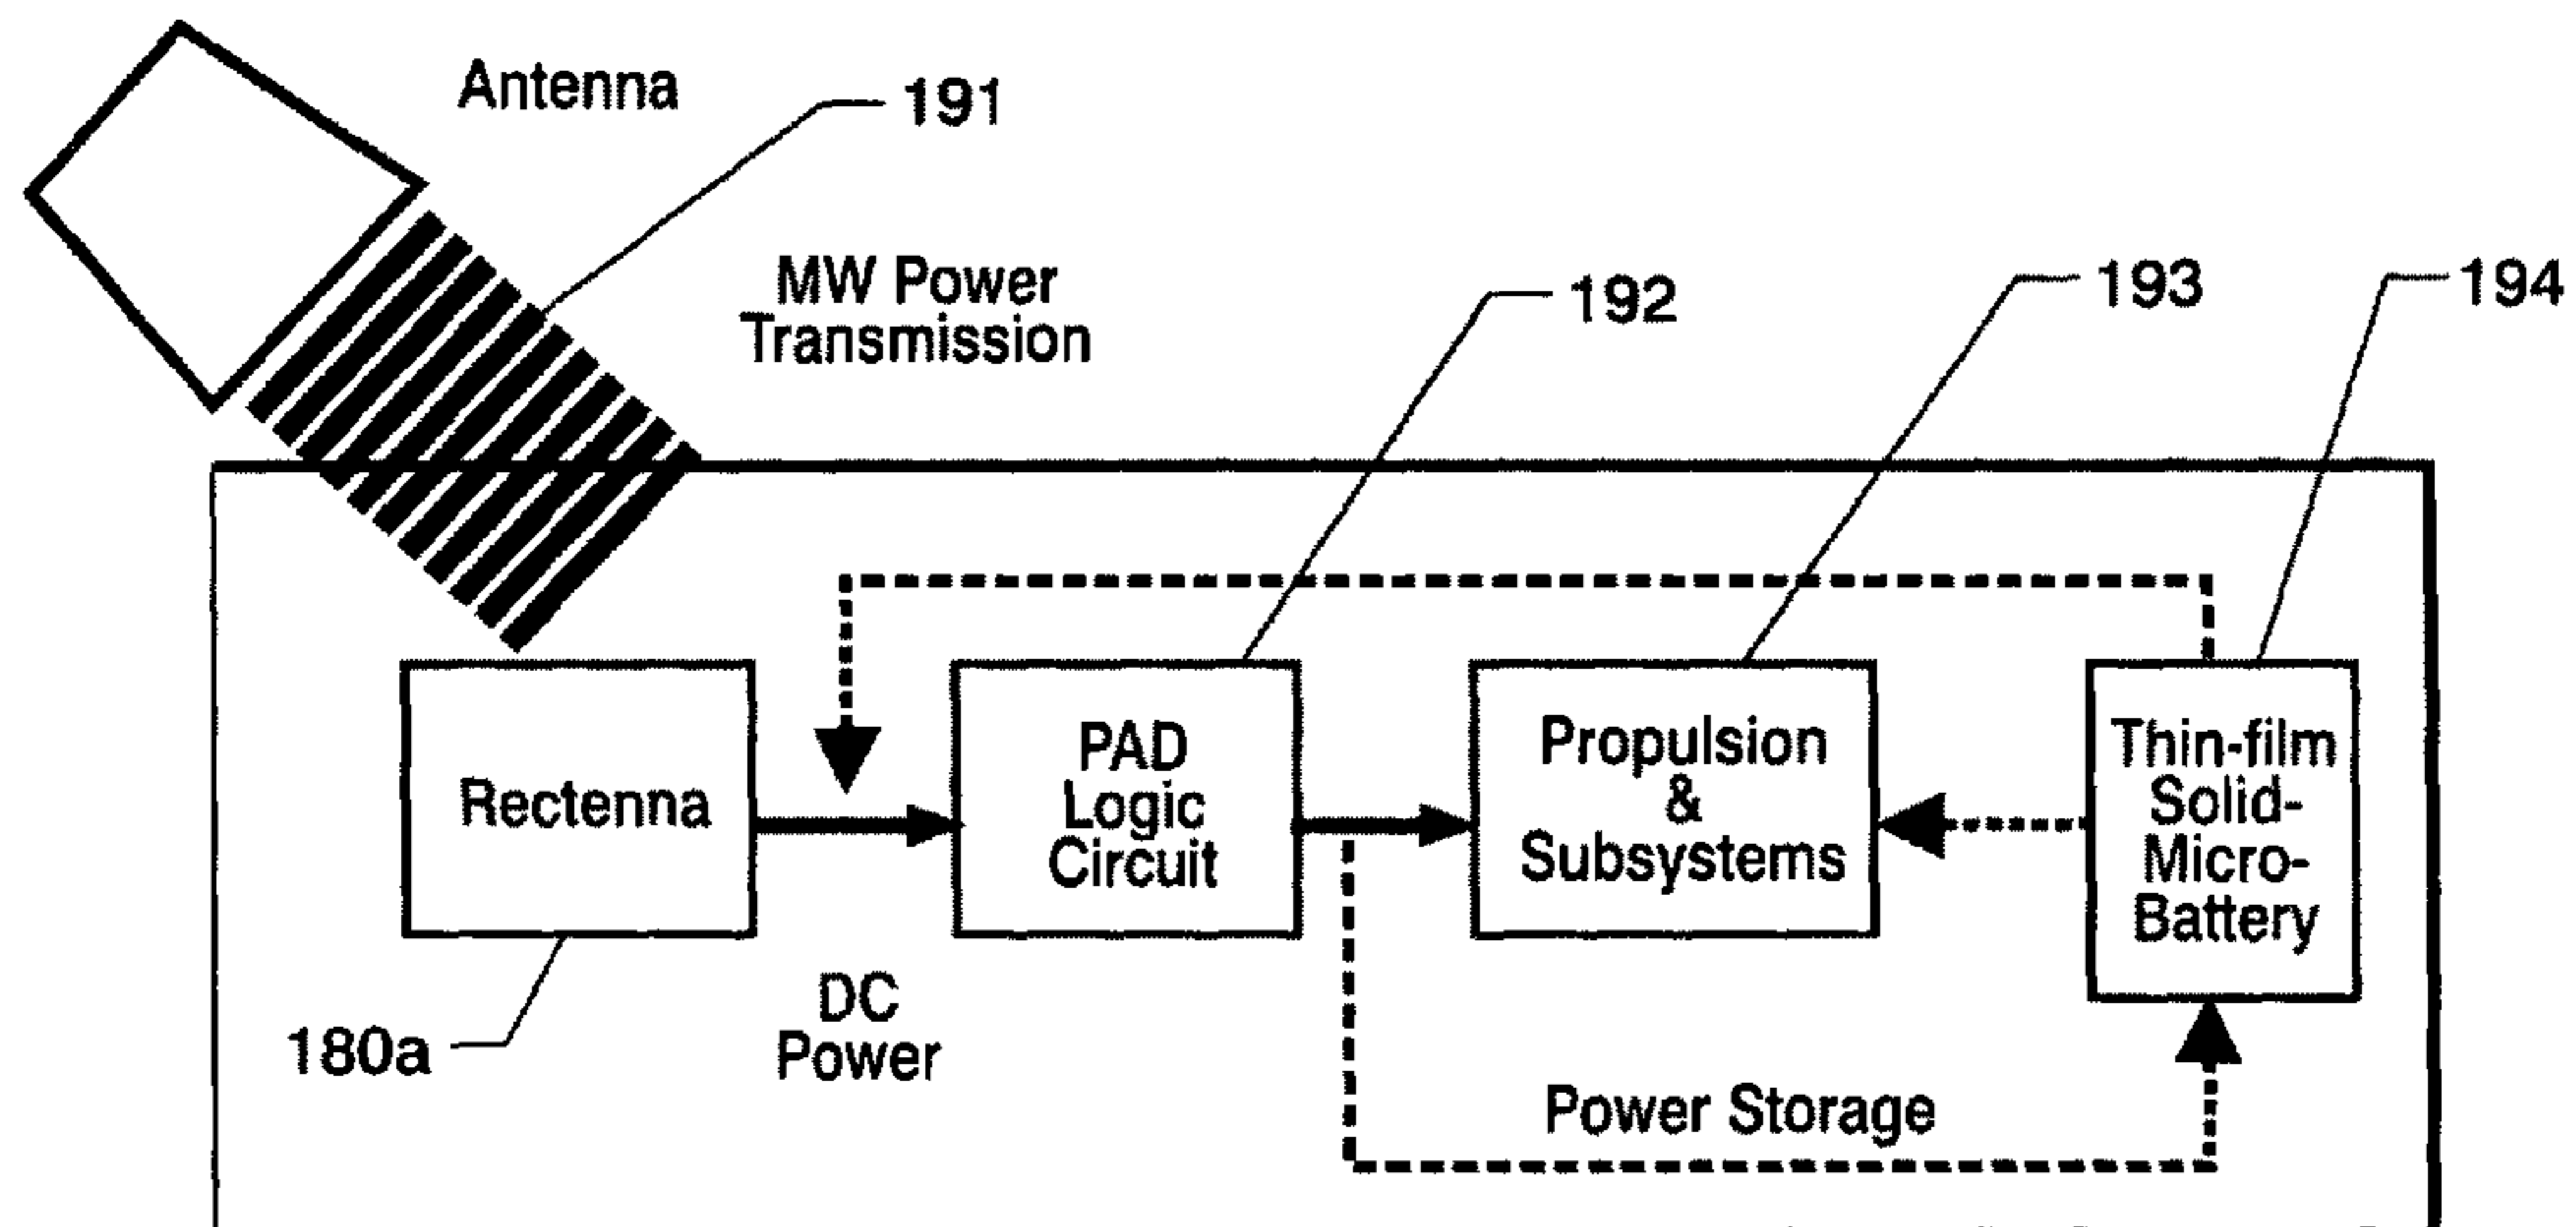 Antenna
191
MW Power
Transmission
192
193
194
Rectenna
PAD
Logic
Circuit
Propulsion
&
Subsystems
Thin-film
Solid-
Micro-
Battery
180a
DC
Power
Power Storage